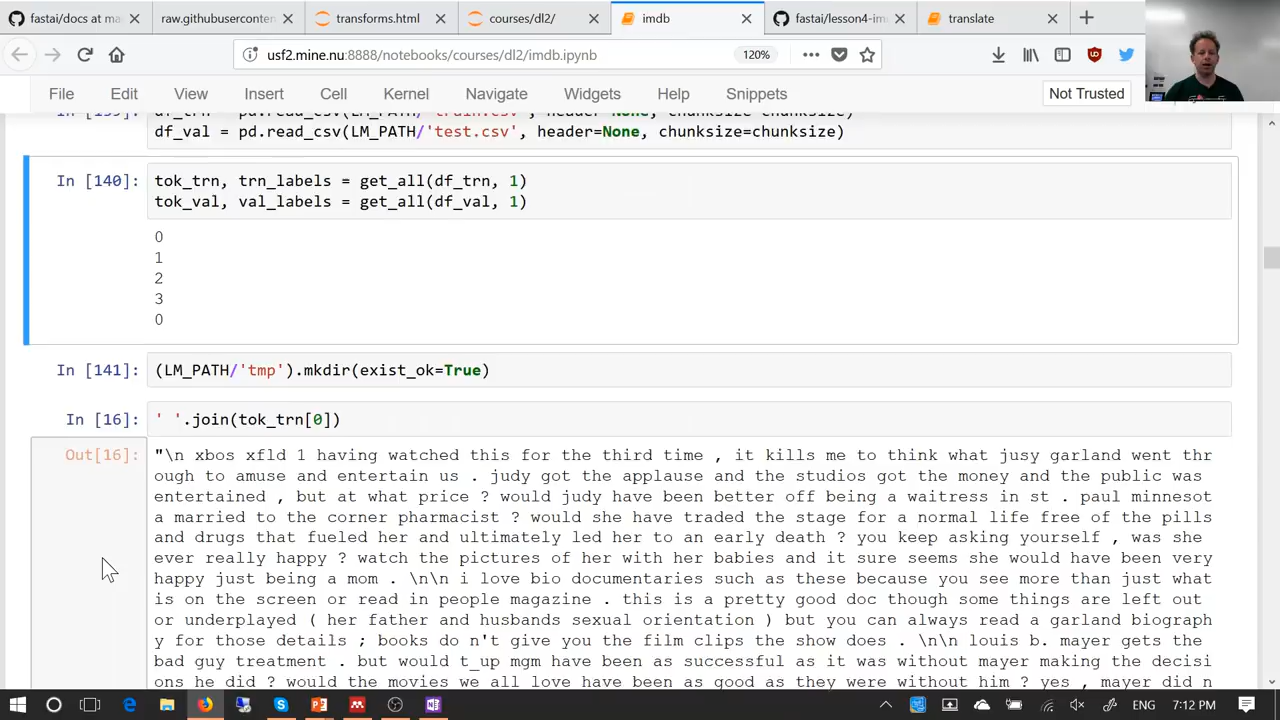 fastai/docs at ma
raw.githubuserconten
transforms.html
courses/dl2/
imdb
fastai/lesson4-im
translate
usf2.mine.nu:8888/notebooks/courses/dl2/imdb.ipynb
120%
File Edit View Insert Cell Kernel Navigate Widgets Help Snippets
Not Trusted
df_val = pd.read_csv(LM_PATH/'test.csv', header=None, chunksize=chunksize)
In [140]:
tok_trn, trn_labels = get_all(df_trn, 1)
tok_val, val_labels = get_all(df_val, 1)
0
1
2
3
0
In [141]: (LM_PATH/'tmp').mkdir(exist_ok=True)
In [16]: ' '.join(tok_trn[0])
Out[16]: "\n xbos xfld 1 having watched this for the third time , it kills me to think what jusy garland went thr
ough to amuse and entertain us . judy got the applause and the studios got the money and the public was
entertained , but at what price ? would judy have been better off being a waitress in st . paul minnesot
a married to the corner pharmacist ? would she have traded the stage for a normal life free of the pills
and drugs that fueled her and ultimately led her to an early death ? you keep asking yourself , was she
ever really happy ? watch the pictures of her with her babies and it sure seems she would have been very
happy just being a mom . \n\n i love bio documentaries such as these because you see more than just what
is on the screen or read in people magazine . this is a pretty good doc though some things are left out
or underplayed ( her father and husbands sexual orientation ) but you can always read a garland biograph
y for those details ; books do n't give you the film clips the show does . \n\n louis b. mayer gets the
bad guy treatment . but would t_up mgm have been as successful as it was without mayer making the decisi
ons he did ? would the movies we all love have been as good as they were without him ? yes , mayer did n
ENG 7:12 PM